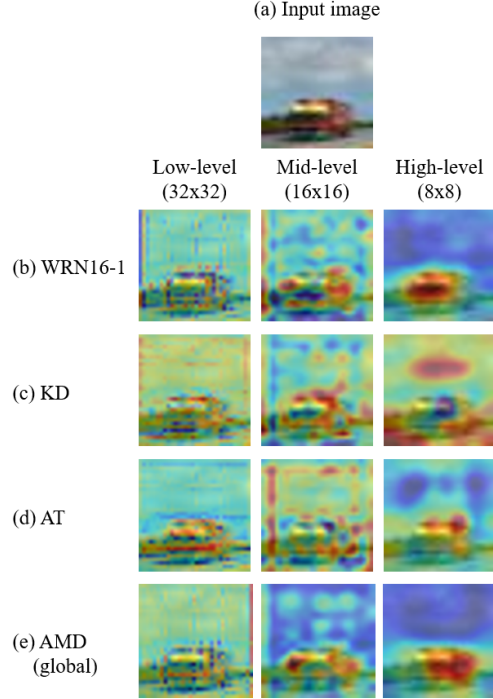 (a) Input image
Low-level Mid-level High-level
(32x32) (16x16) (8x8)
(b) WRN16-1
(c) KD
(d) AT
(e) AMD
(global)